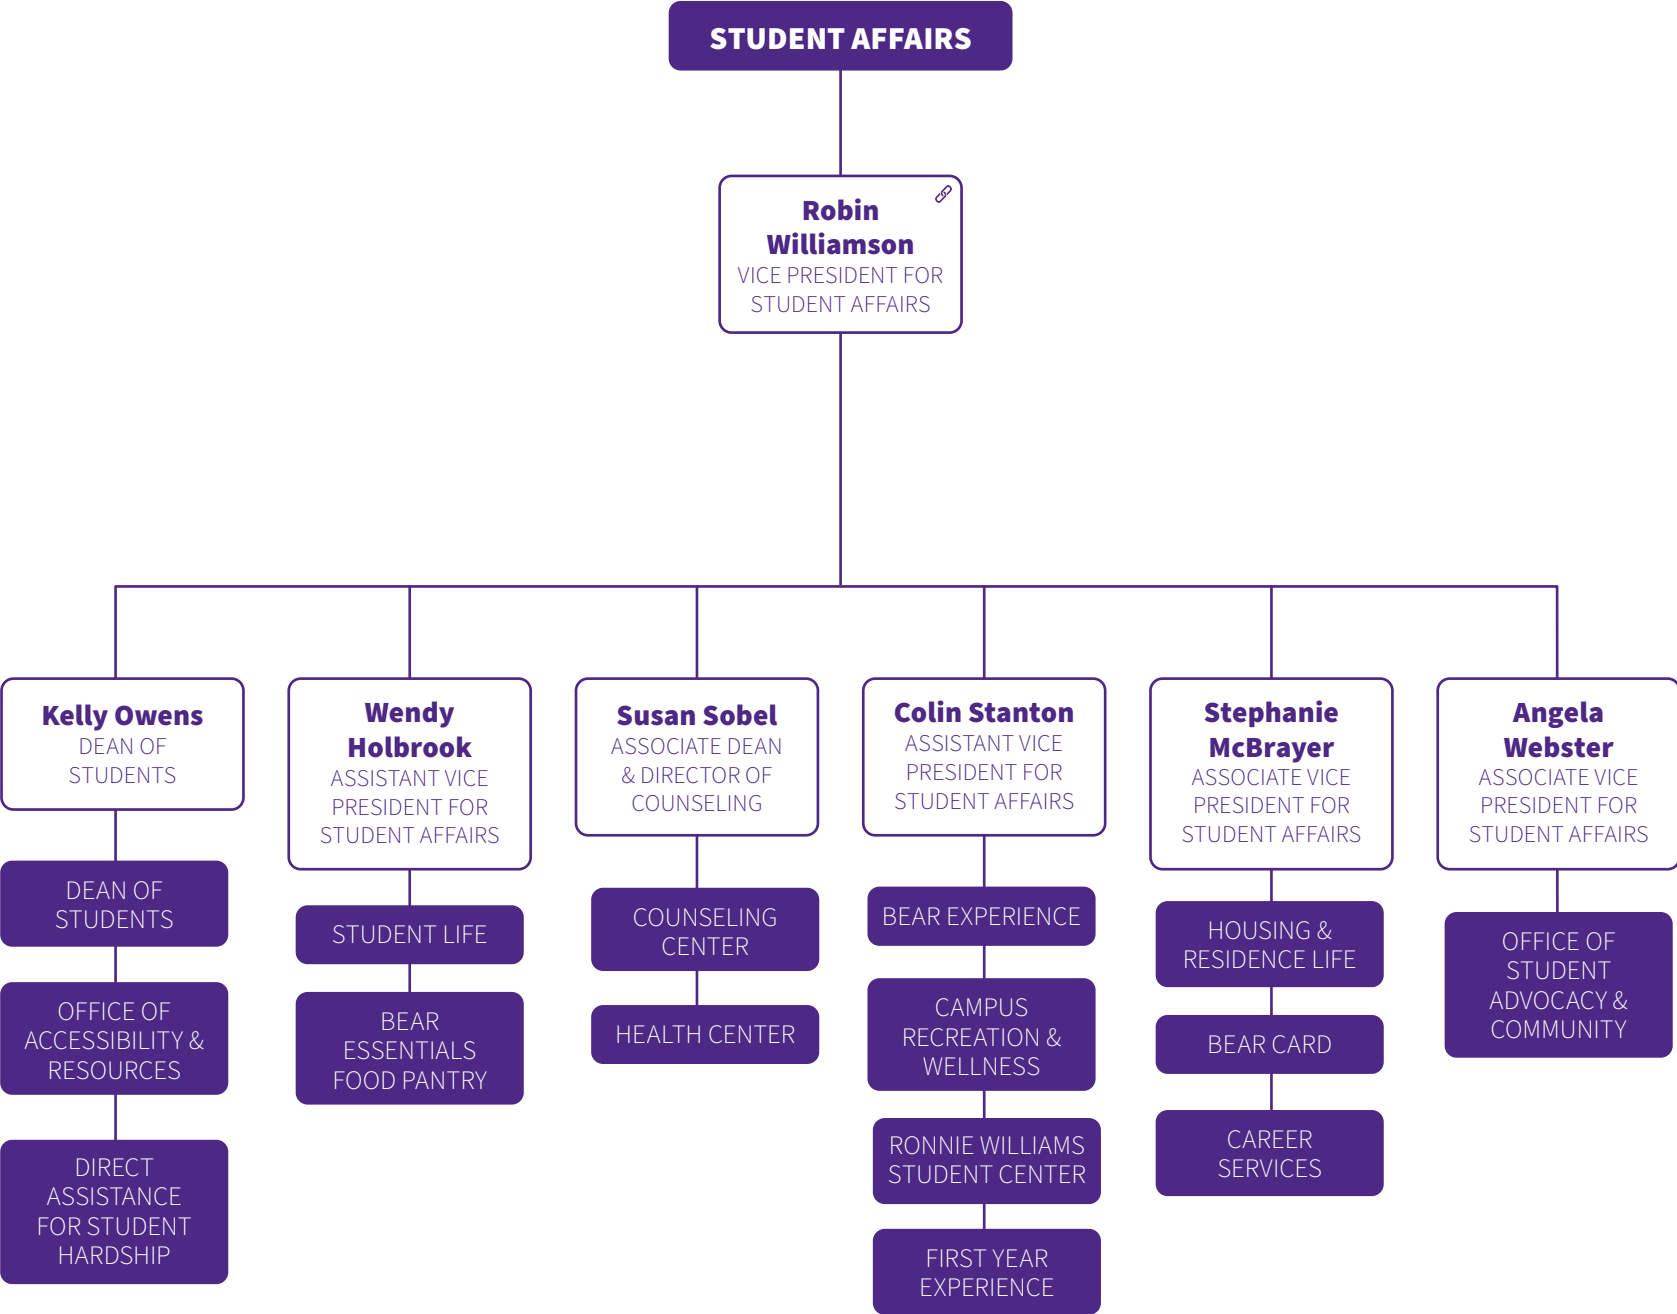 STUDENT AFFAIRS
Robin
Williamson
VICE PRESIDENT FOR
STUDENT AFFAIRS
Kelly Owens
DEAN OF
STUDENTS
DEAN OF
STUDENTS
OFFICE OF
ACCESSIBILITY &
RESOURCES
DIRECT
ASSISTANCE
FOR STUDENT
HARDSHIP
Wendy
Holbrook
ASSISTANT VICE
PRESIDENT FOR
STUDENT AFFAIRS
STUDENT LIFE
BEAR
ESSENTIALS
FOOD PANTRY
Susan Sobel
ASSOCIATE DEAN
& DIRECTOR OF
COUNSELING
COUNSELING
CENTER
HEALTH CENTER
Colin Stanton
ASSISTANT VICE
PRESIDENT FOR
STUDENT AFFAIRS
BEAR EXPERIENCE
CAMPUS
RECREATION &
WELLNESS
RONNIE WILLIAMS
STUDENT CENTER
FIRST YEAR
EXPERIENCE
Stephanie
McBrayer
ASSOCIATE VICE
PRESIDENT FOR
STUDENT AFFAIRS
HOUSING &
RESIDENCE LIFE
BEAR CARD
CAREER
SERVICES
Angela
Webster
ASSOCIATE VICE
PRESIDENT FOR
STUDENT AFFAIRS
OFFICE OF
STUDENT
ADVOCACY &
COMMUNITY